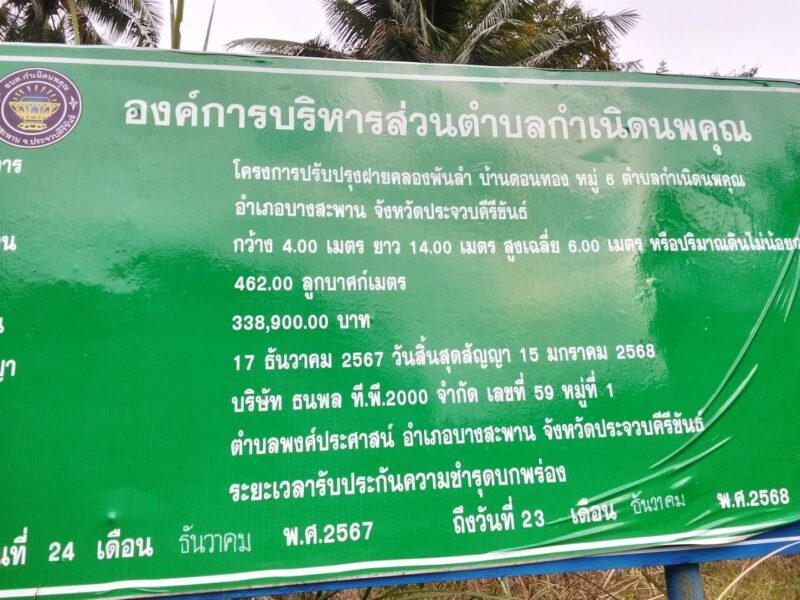 อบต.กำเนิดนพคุณ
องค์การบริหารส่วนตำบลกำเนิดนพคุณ
โครงการปรับปรุงฝายคลองพันลำ บ้านดอนทอง หมู่ 6 ตำบลกำเนิดนพคุณ
อำเภอบางสะพาน จังหวัดประจวบคีรีขันธ์
กว้าง 4.00 เมตร ยาว 14.00 เมตร สูงเฉลี่ย 6.00 เมตร หรือปริมาณดินไม่น้อย
462.00 ลูกบาศก์เมตร
338,900.00 บาท
17 ธันวาคม 2567 วันสิ้นสุดสัญญา 15 มกราคม 2568
บริษัท ธนพล ที.พี.2000 จำกัด เลขที่ 59 หมู่ที่ 1
ตำบลพงศ์ประศาสน์ อำเภอบางสะพาน จังหวัดประจวบคีรีขันธ์
ระยะเวลารับประกันความชำรุดบกพร่อง
นที่ 24 เดือน ธันวาคม พ.ศ.2567 ถึงวันที่ 23 เดือน ธันวาคม พ.ศ.2568